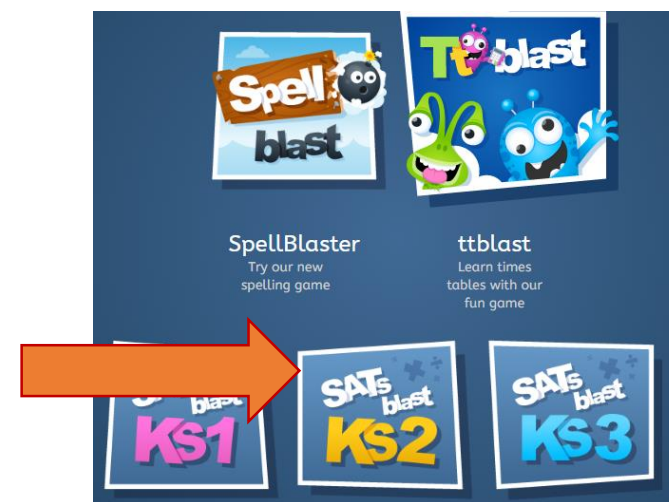 Spell
blast
Tt blast
SpellBlaster
Try our new
spelling game
ttblast
Learn times
tables with our
fun game
blast
KS1
SATs
blast
KS2
SATs
blast
KS3